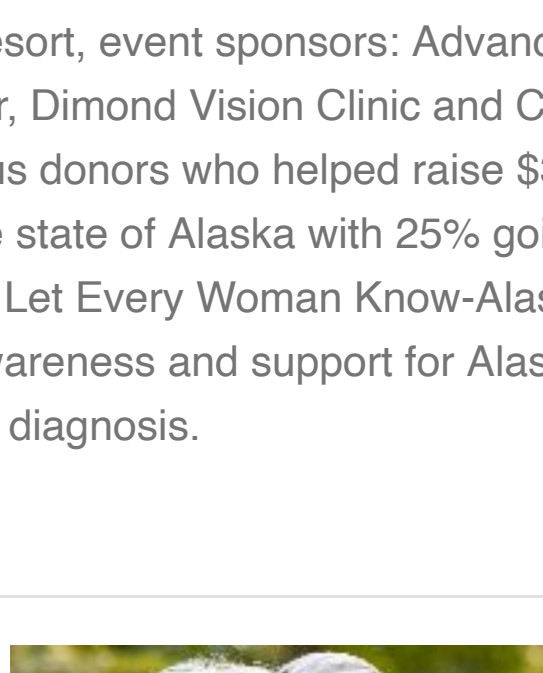 esort, event sponsors: Advanc
r, Dimond Vision Clinic and C
us donors who helped raise $
e state of Alaska with 25% goi
Let Every Woman Know-Alas
wareness and support for Alas
diagnosis.